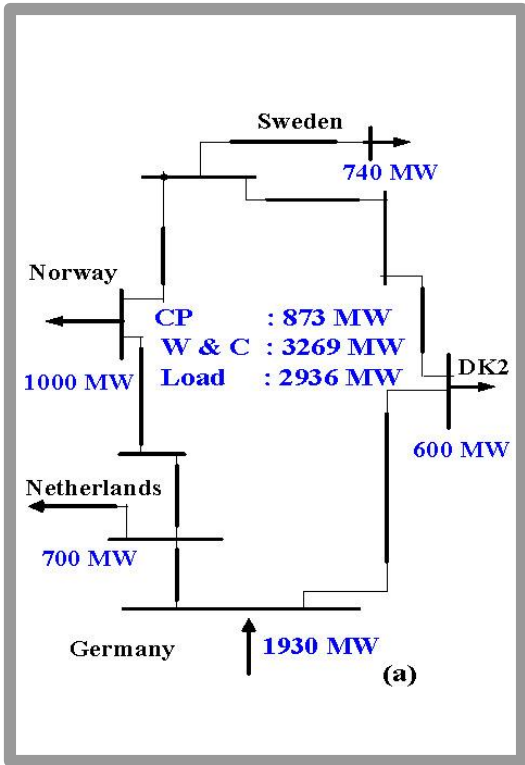 Sweden
740 MW
Norway
CP : 873 MW
W & C : 3269 MW
Load : 2936 MW
1000 MW
DK2
600 MW
Netherlands
700 MW
Germany
1930 MW
(a)